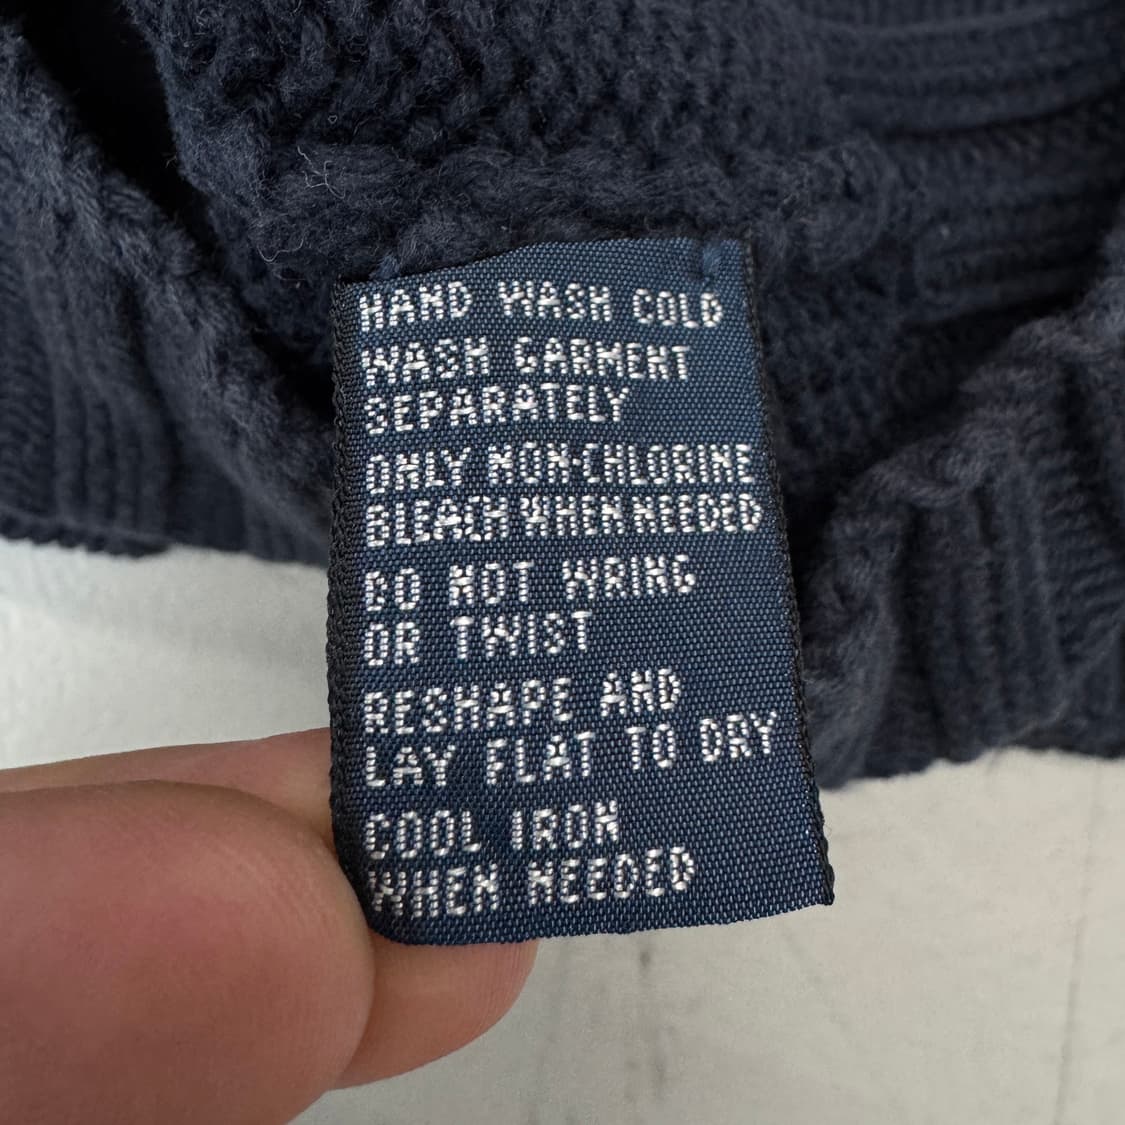 HAND WASH COLD
WASH GARMENT
SEPARATELY
ONLY NON-CHLORINE
BLEACH WHEN NEEDED
DO NOT WRING
OR TWIST
RESHAPE AND
LAY FLAT TO DRY
COOL IRON
WHEN NEEDED